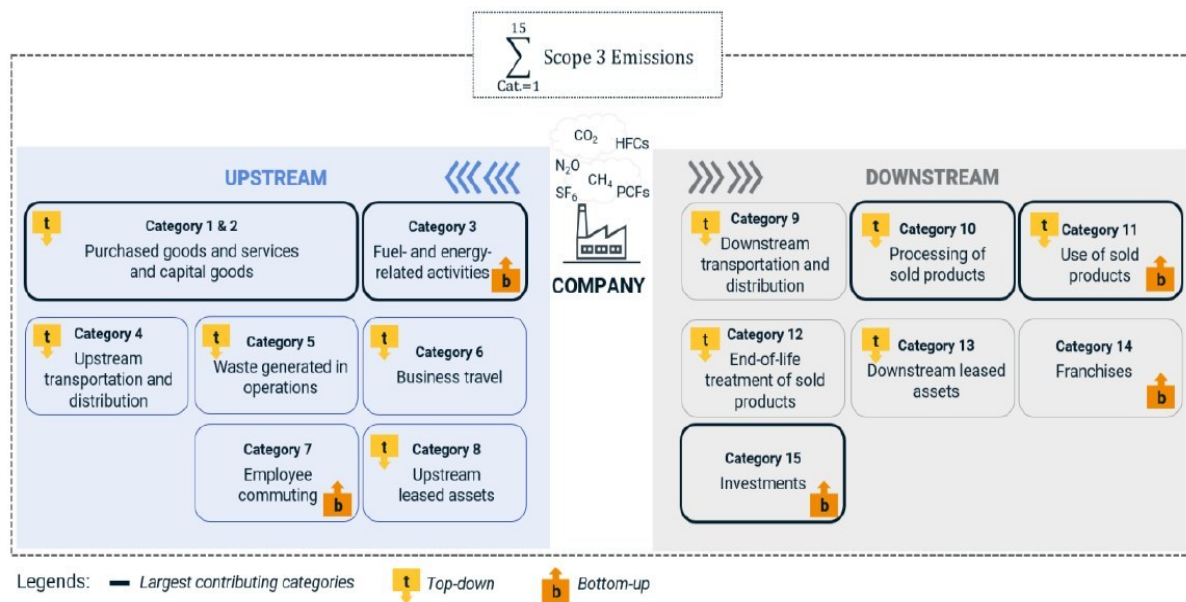 15
∑ Scope 3 Emissions
Cat.=1
CO₂ HFCs
N₂O CH₄
SF₆ PCFs
COMPANY
UPSTREAM
t
Category 1 & 2
Purchased goods and services
and capital goods
Category 3
Fuel- and energy-
related activities
b
t
Category 4
Upstream
transportation and
distribution
t
Category 5
Waste generated in
operations
t
Category 6
Business travel
Category 7
Employee
commuting
b
t
Category 8
Upstream
leased assets
DOWNSTREAM
t
Category 9
Downstream
transportation and
distribution
t
Category 10
Processing of
sold products
t
Category 11
Use of sold
products
b
t
Category 12
End-of-life
treatment of sold
products
t
Category 13
Downstream leased
assets
Category 14
Franchises
b
Category 15
Investments
b
Legends: Largest contributing categories t Top-down b Bottom-up